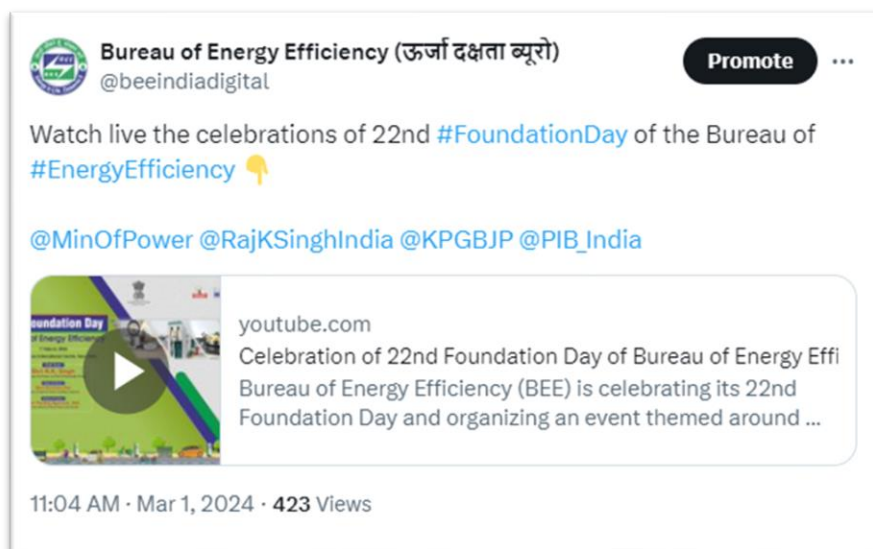 Bureau of Energy Efficiency (ऊर्जा दक्षता ब्यूरो)
Promote
@beeindiadigital
Watch live the celebrations of 22nd #FoundationDay of the Bureau of
#EnergyEfficiency
@MinOfPower @RajKSinghIndia @KPGBJP @PIB_India
oundation Day
of Energy Efficiency
youtube.com
Celebration of 22nd Foundation Day of Bureau of Energy Effi
Bureau of Energy Efficiency (BEE) is celebrating its 22nd
Foundation Day and organizing an event themed around ...
11:04 AM · Mar 1, 2024 · 423 Views